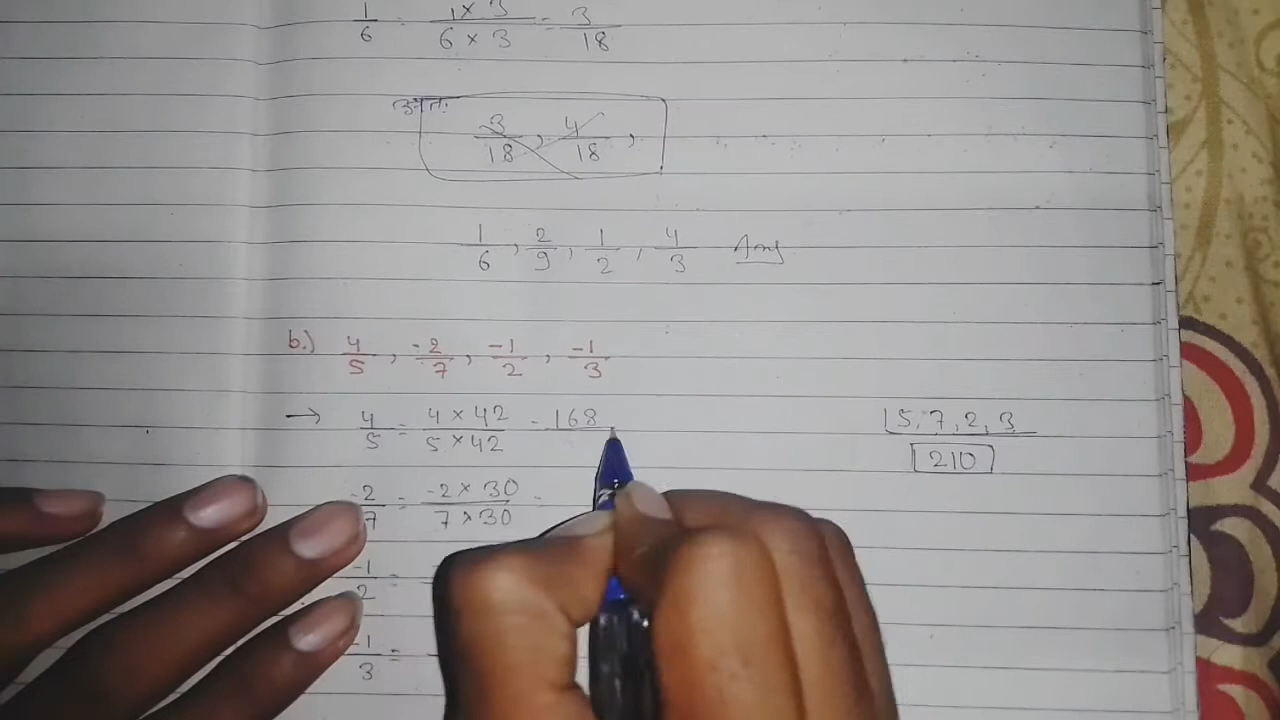 1/6 = 1×3/6×3 = 3/18
अतः
3/18, 4/18,
1/6, 2/9, 1/2, 4/3 Ans
b.) 4/5, -2/7, -1/2, -1/3
→ 4/5 = 4×42/5×42 = 168
5, 7, 2, 3
210
-2/7 = -2×30/7×30 =
-1/2 =
-1/3 =